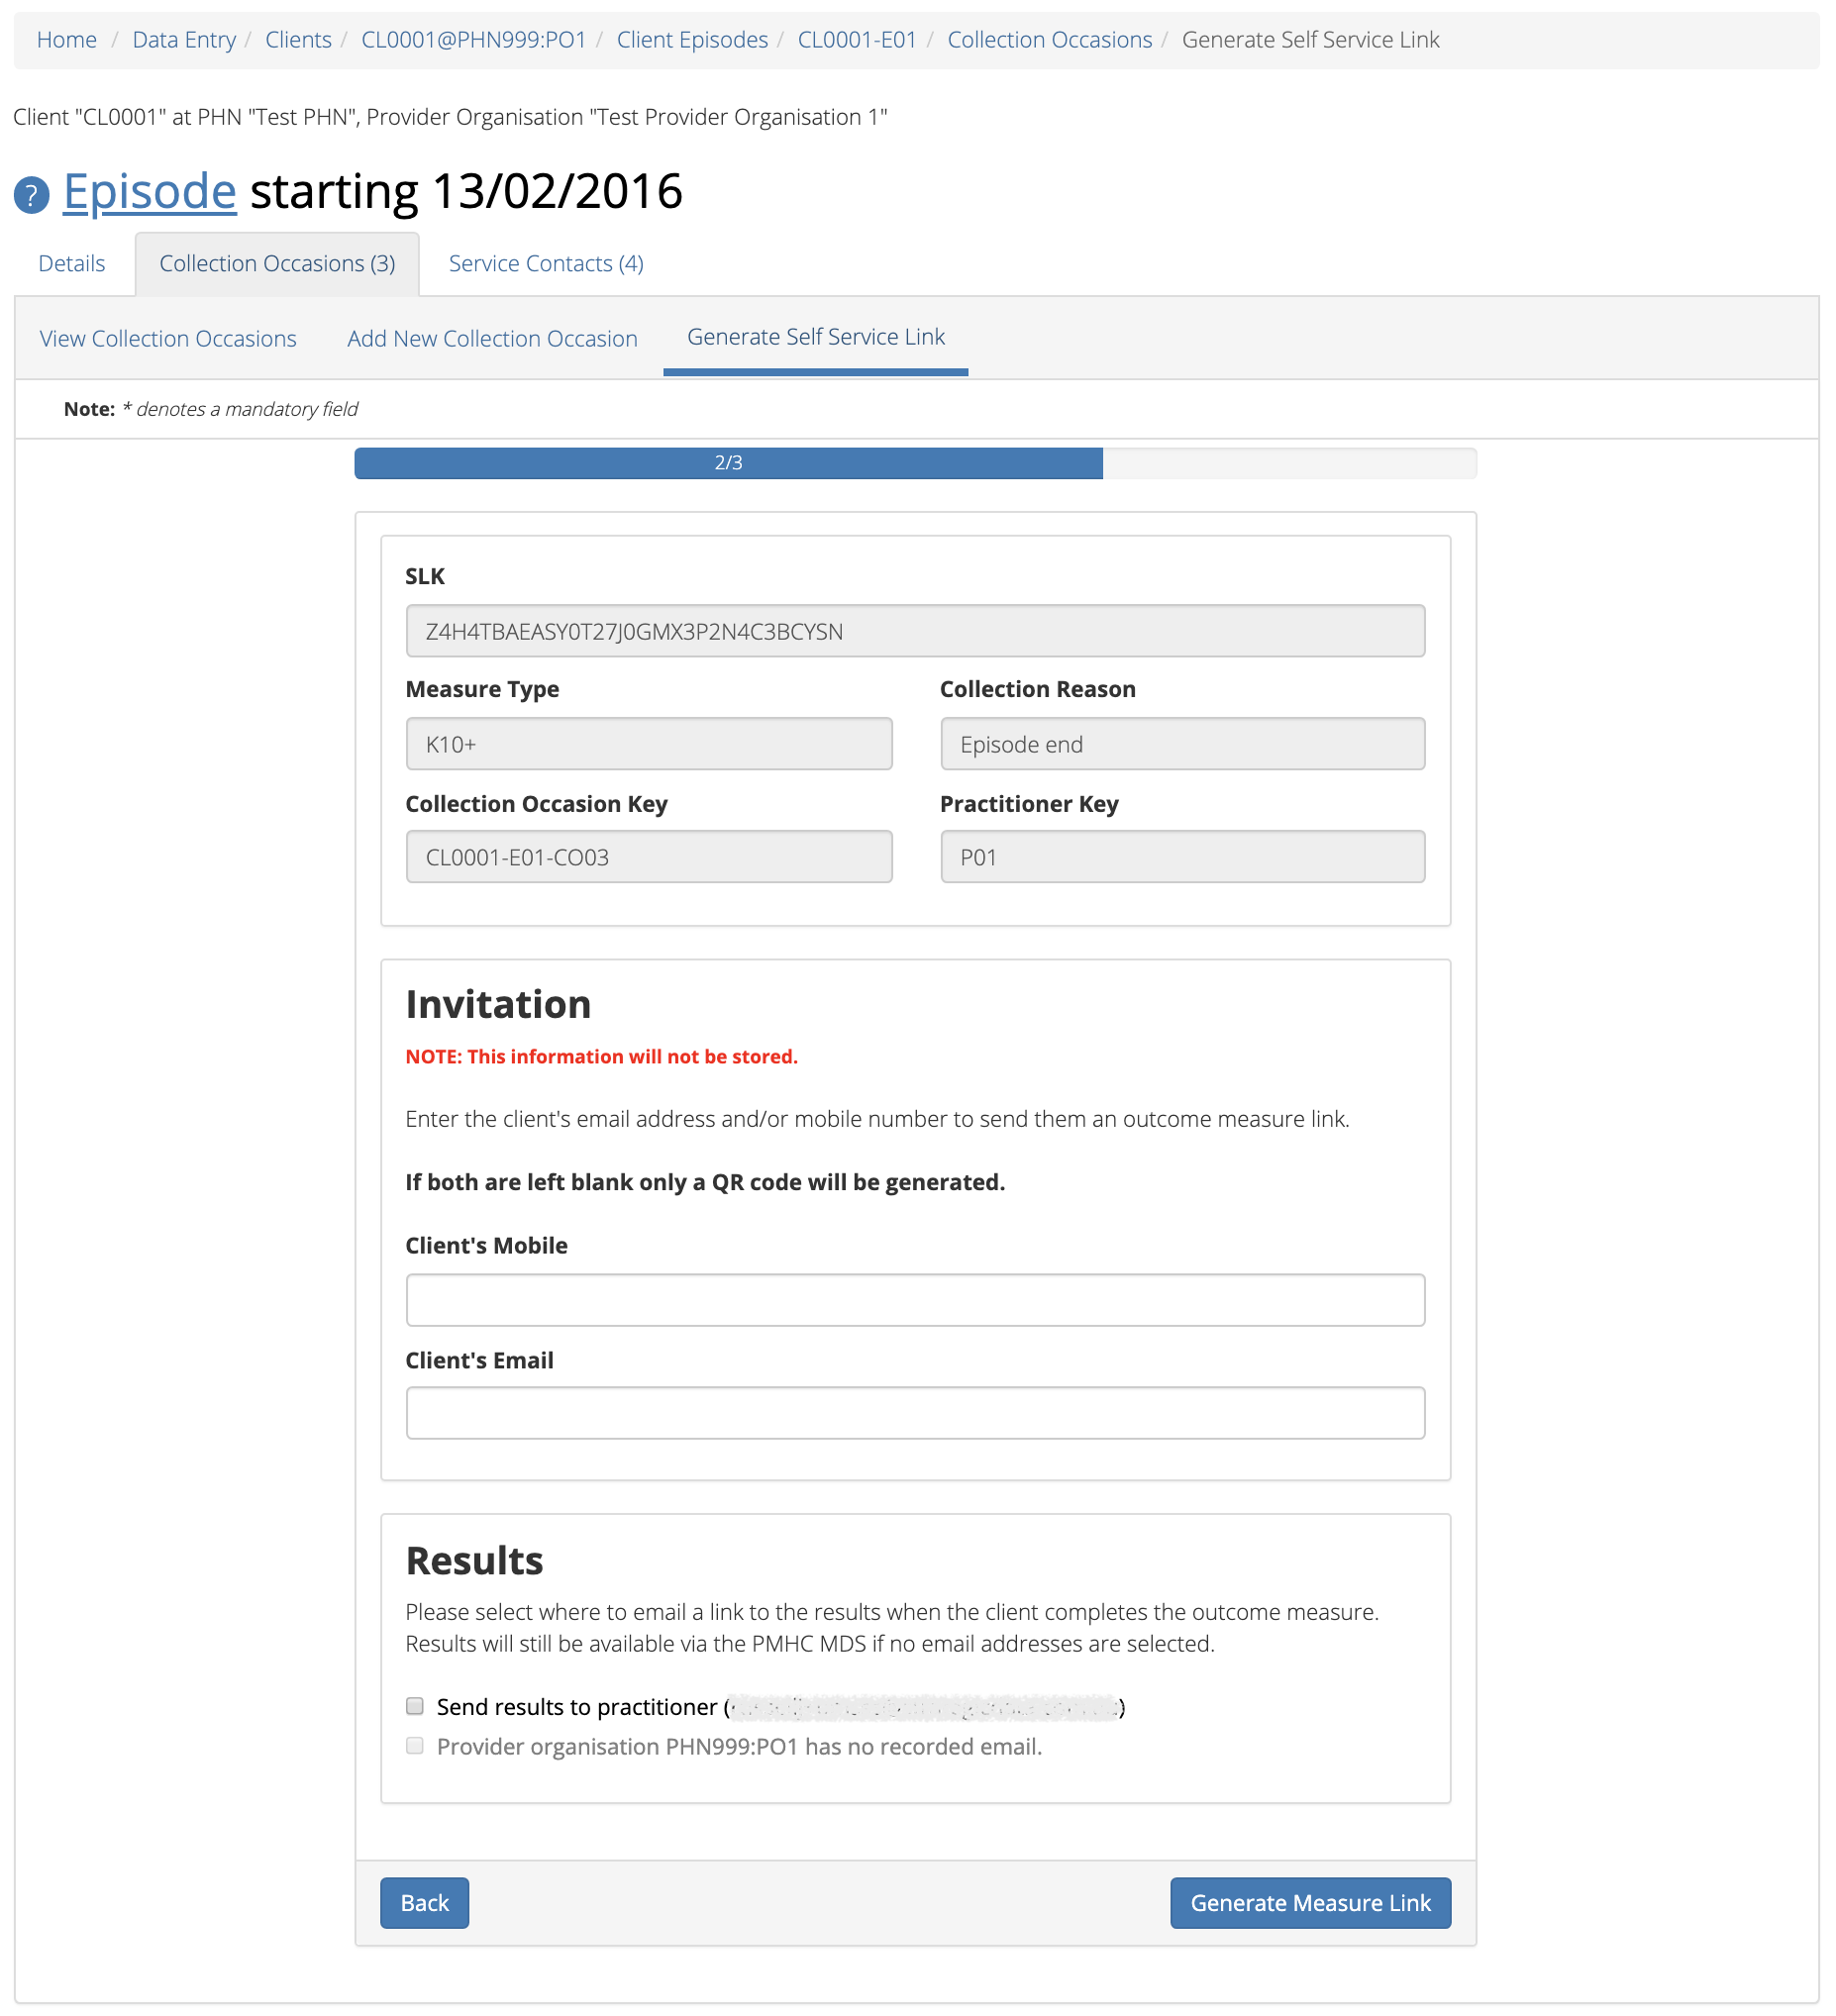 Home / Data Entry / Clients / CL0001@PHN999:PO1 / Client Episodes / CL0001-E01 / Collection Occasions / Generate Self Service Link
Client "CL0001" at PHN "Test PHN", Provider Organisation "Test Provider Organisation 1"
? Episode starting 13/02/2016
Details Collection Occasions (3) Service Contacts (4)
View Collection Occasions Add New Collection Occasion Generate Self Service Link
Note: * denotes a mandatory field
2/3
SLK
Z4H4TBAEASY0T27J0GMX3P2N4C3BCYSN
Measure Type Collection Reason
K10+ Episode end
Collection Occasion Key Practitioner Key
CL0001-E01-CO03 P01
Invitation
NOTE: This information will not be stored.
Enter the client's email address and/or mobile number to send them an outcome measure link.
If both are left blank only a QR code will be generated.
Client's Mobile
Client's Email
Results
Please select where to email a link to the results when the client completes the outcome measure.
Results will still be available via the PMHC MDS if no email addresses are selected.
Send results to practitioner ( )
Provider organisation PHN999:PO1 has no recorded email.
Back Generate Measure Link